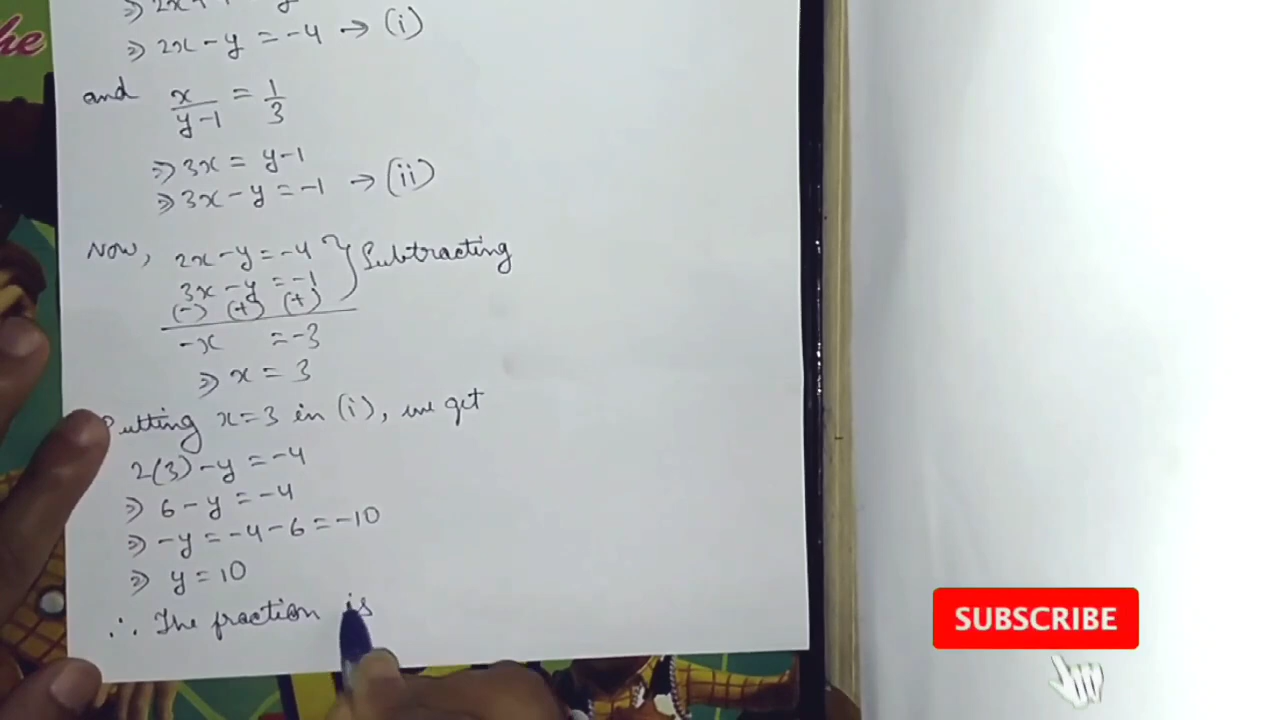 he
⇒ 2x - y = -4 → (i)
and x/(y-1) = 1/3
⇒ 3x = y-1
⇒ 3x - y = -1 → (ii)
Now, 2x - y = -4 } Subtracting
3x - y = -1
(-) (+) (+)
-x = -3
⇒ x = 3
Putting x=3 in (i), we get
2(3) - y = -4
⇒ 6 - y = -4
⇒ -y = -4 - 6 = -10
⇒ y = 10
∴ The fraction is
SUBSCRIBE